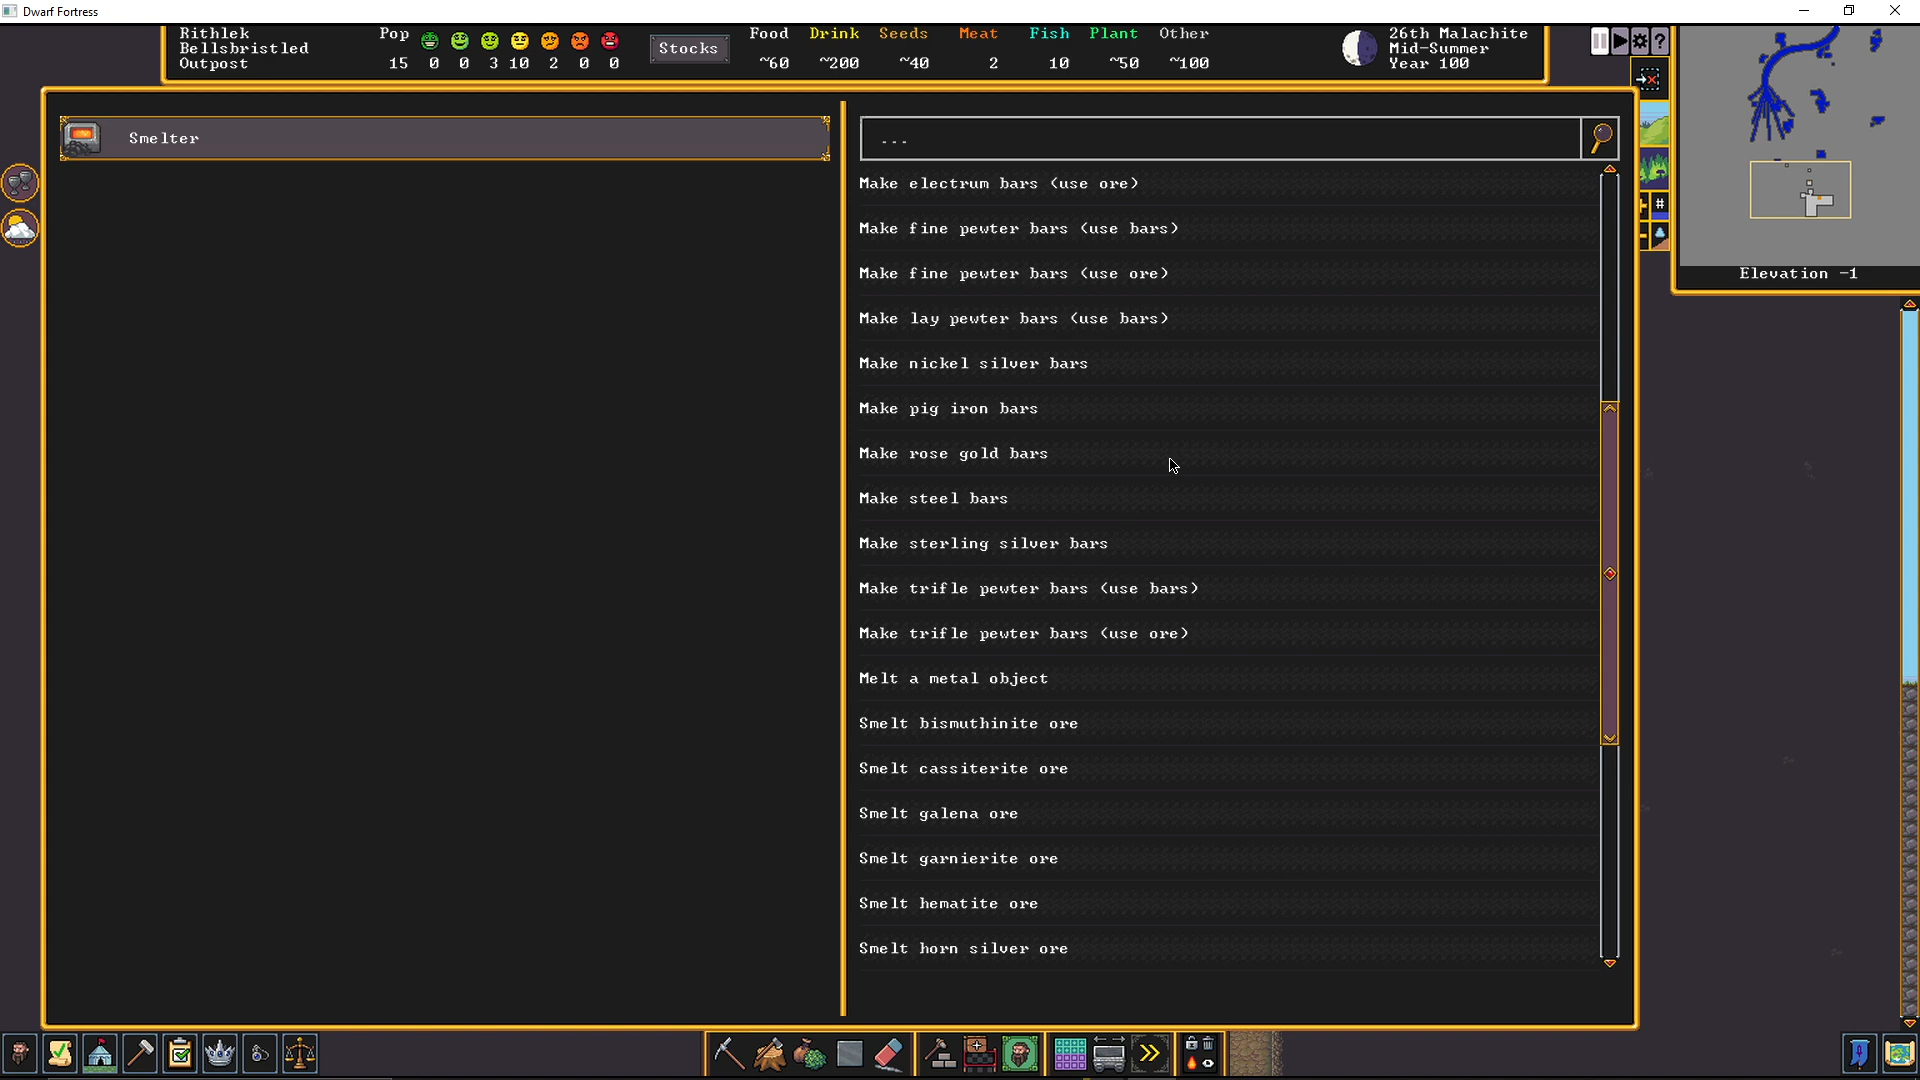 Dwarf Fortress
Rithlek
Bellsbristled
Outpost
Pop
15 0 0 3 10 2 0 0
Stocks
Food Drink Seeds Meat Fish Plant Other
~60 ~200 ~40 2 10 ~50 ~100
26th Malachite
Mid-Summer
Year 100
?
#
Elevation -1
Smelter
...
Make electrum bars (use ore)
Make fine pewter bars (use bars)
Make fine pewter bars (use ore)
Make lay pewter bars (use bars)
Make nickel silver bars
Make pig iron bars
Make rose gold bars
Make steel bars
Make sterling silver bars
Make trifle pewter bars (use bars)
Make trifle pewter bars (use ore)
Melt a metal object
Smelt bismuthinite ore
Smelt cassiterite ore
Smelt galena ore
Smelt garnierite ore
Smelt hematite ore
Smelt horn silver ore